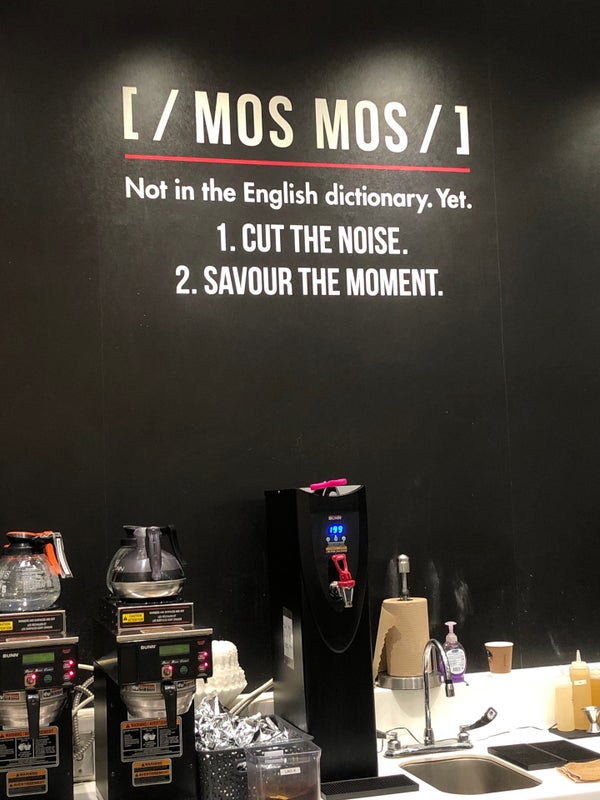 [/MOS MOS/]
Not in the English dictionary. Yet.
1. CUT THE NOISE.
2. SAVOUR THE MOMENT.
BUNN
199
BUNN
BUNN